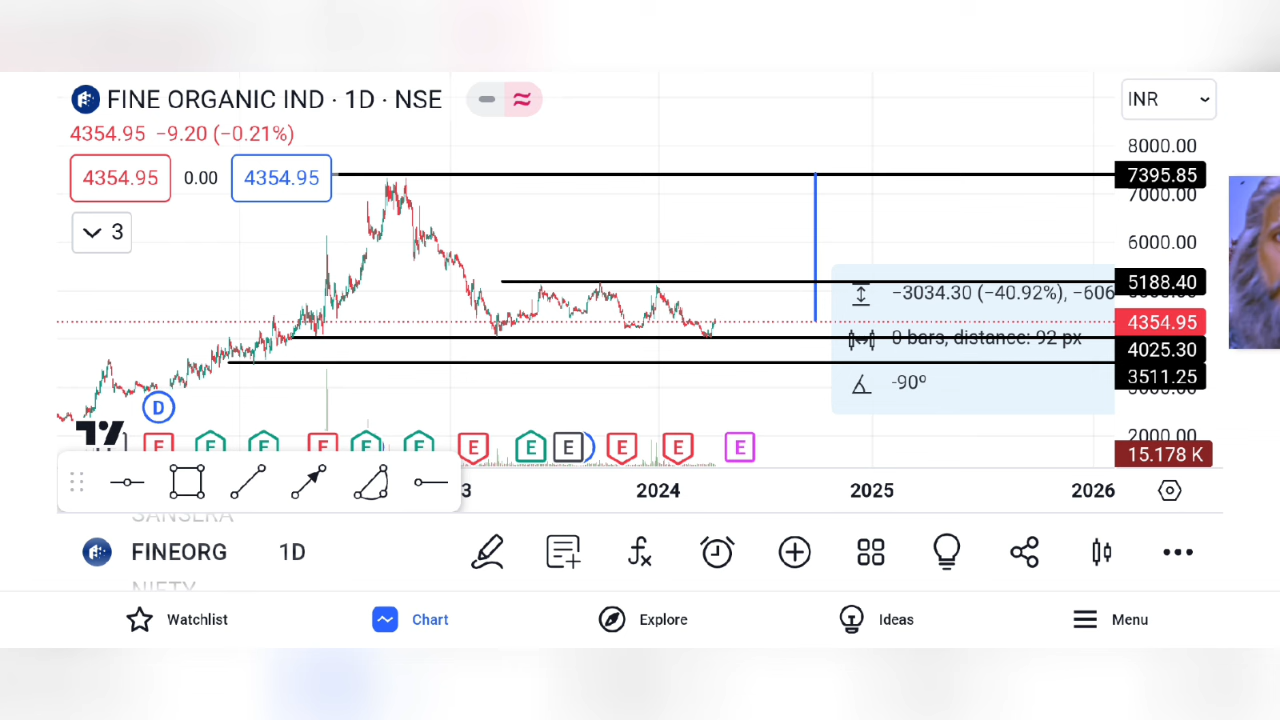 FINE ORGANIC IND · 1D · NSE
INR
4354.95 −9.20 (−0.21%)
4354.95 0.00 4354.95
3
8000.00
7395.85
7000.00
6000.00
5188.40
−3034.30 (−40.92%), −606
4354.95
0 bars, distance: 92 px
4025.30
3511.25
-90º
D
2000.00
E E E E E E E E E E E E
15.178 K
3 2024 2025 2026
SANSERA
FINEORG 1D
NIFTY
Watchlist Chart Explore Ideas Menu